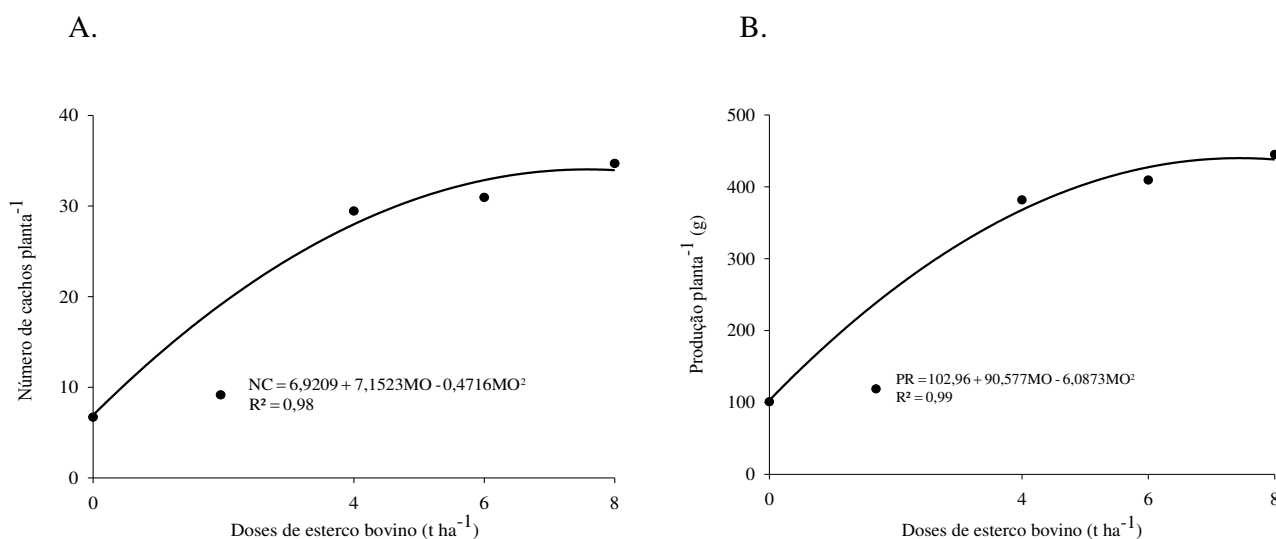 A.
Número de cachos planta-1
40
30
20
10
0
NC = 6,9209 + 7,1523MO - 0,4716MO²
R² = 0,98
0 4 6 8
Doses de esterco bovino (t ha-1)
B.
Produção planta-1 (g)
500
400
300
200
100
0
PR = 102,96 + 90,577MO - 6,0873MO²
R² = 0,99
0 4 6 8
Doses de esterco bovino (t ha-1)